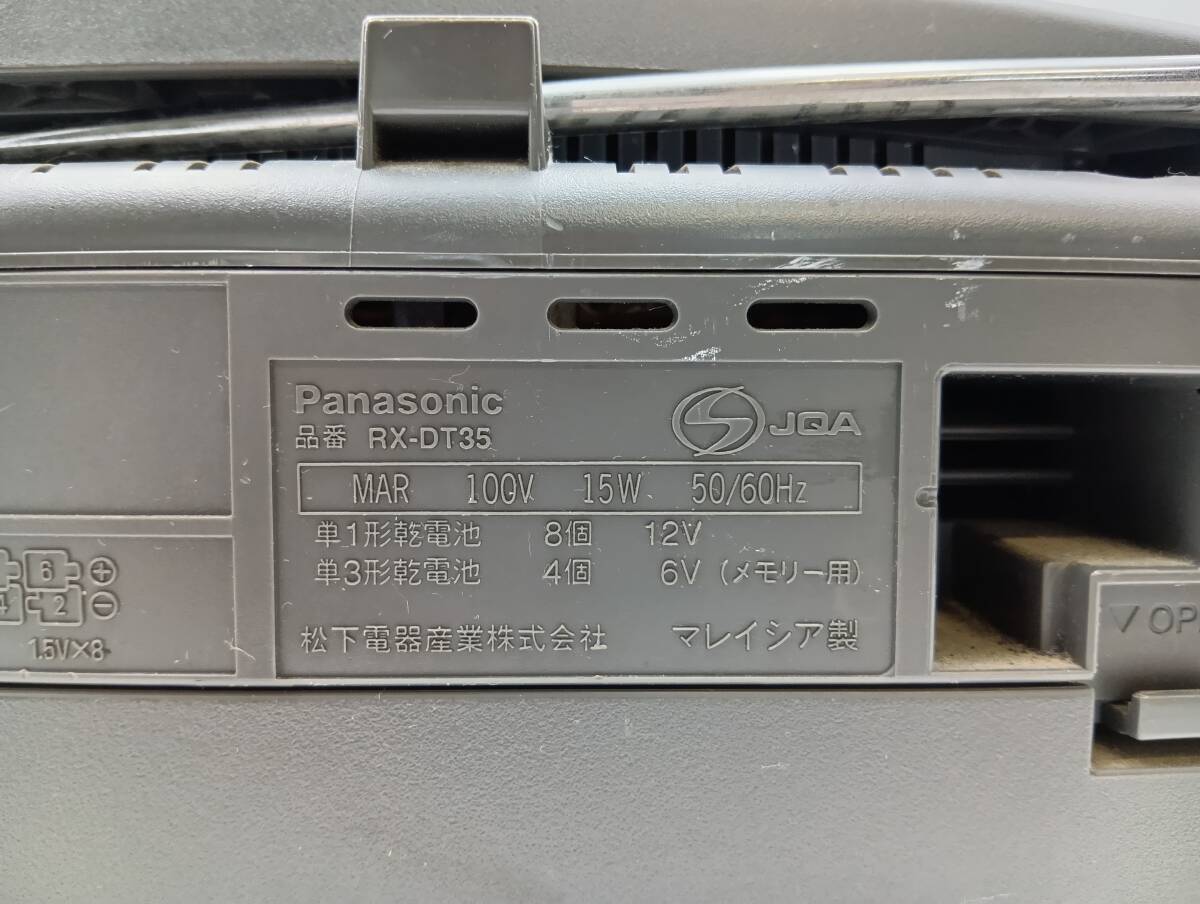 Panasonic
品番 RX-DT35
JQA
MAR 100V 15W 50/60Hz
単1形乾電池 8個 12V
単3形乾電池 4個 6V (メモリー用)
松下電器産業株式会社 マレイシア製
6 +
4 2 −
1.5V×8
▽ OP